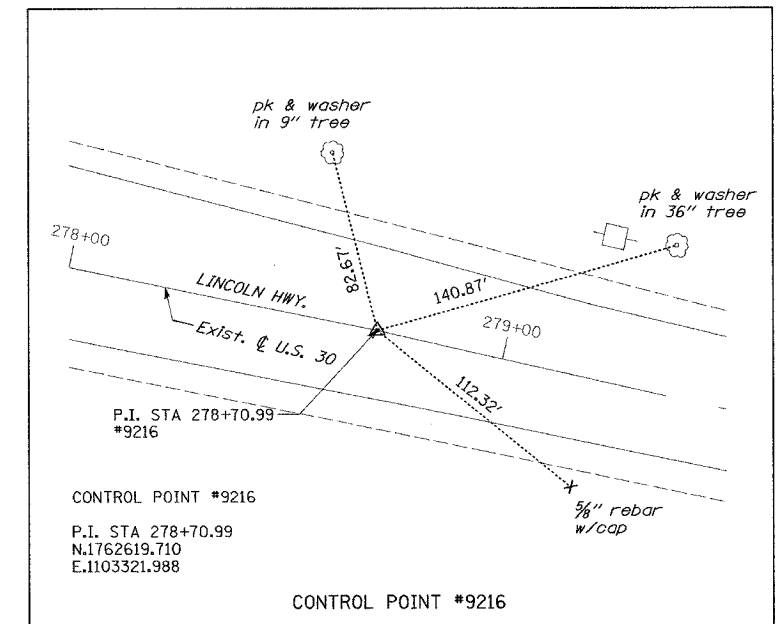 pk & washer
in 9" tree
pk & washer
in 36" tree
278+00
LINCOLN HWY.
82.67'
140.87'
279+00
Exist. ℄ U.S. 30
112.32'
P.I. STA 278+70.99
#9216
5/8" rebar
w/cap
CONTROL POINT #9216
P.I. STA 278+70.99
N.1762619.710
E.1103321.988
CONTROL POINT #9216